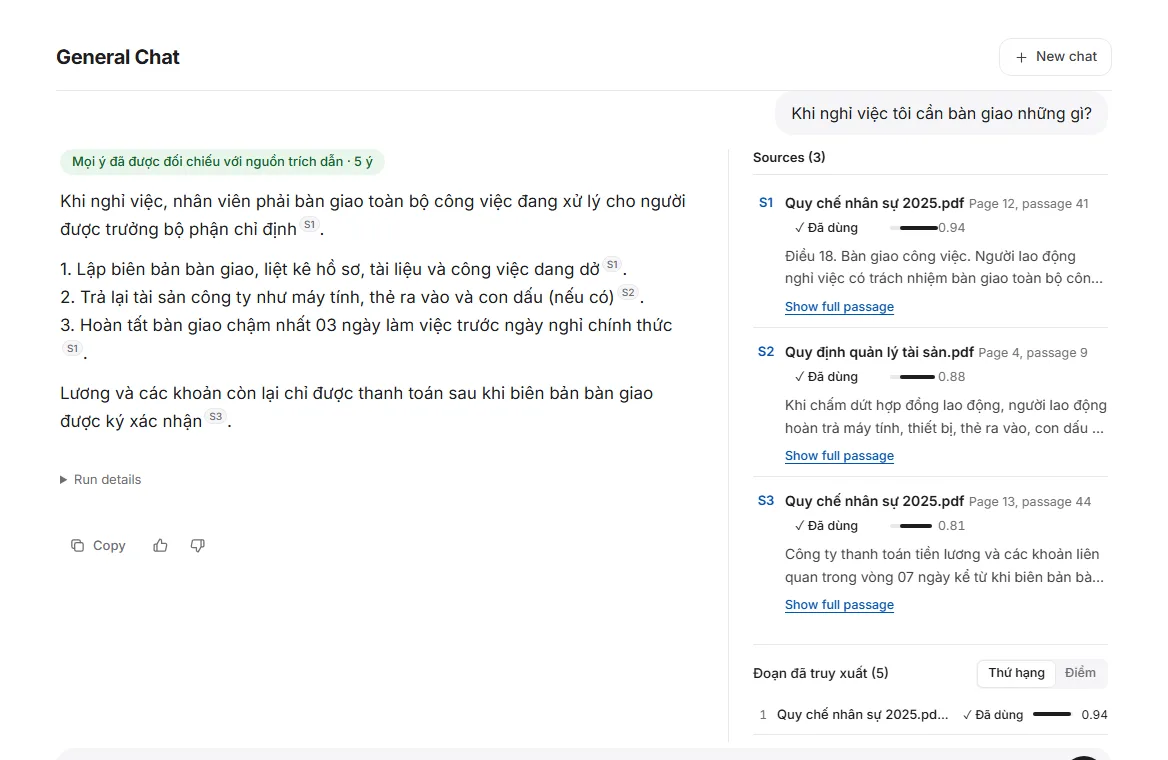 General Chat
+ New chat
Khi nghỉ việc tôi cần bàn giao những gì?
Mọi ý đã được đối chiếu với nguồn trích dẫn · 5 ý
Khi nghỉ việc, nhân viên phải bàn giao toàn bộ công việc đang xử lý cho người
được trưởng bộ phận chỉ định S1.
1. Lập biên bản bàn giao, liệt kê hồ sơ, tài liệu và công việc dang dở S1.
2. Trả lại tài sản công ty như máy tính, thẻ ra vào và con dấu (nếu có) S2.
3. Hoàn tất bàn giao chậm nhất 03 ngày làm việc trước ngày nghỉ chính thức
S1.
Lương và các khoản còn lại chỉ được thanh toán sau khi biên bản bàn giao
được ký xác nhận S3.
Run details
Copy
Sources (3)
S1 Quy chế nhân sự 2025.pdf Page 12, passage 41
✓ Đã dùng 0.94
Điều 18. Bàn giao công việc. Người lao động
nghỉ việc có trách nhiệm bàn giao toàn bộ côn...
Show full passage
S2 Quy định quản lý tài sản.pdf Page 4, passage 9
✓ Đã dùng 0.88
Khi chấm dứt hợp đồng lao động, người lao động
hoàn trả máy tính, thiết bị, thẻ ra vào, con dấu ...
Show full passage
S3 Quy chế nhân sự 2025.pdf Page 13, passage 44
✓ Đã dùng 0.81
Công ty thanh toán tiền lương và các khoản liên
quan trong vòng 07 ngày kể từ khi biên bản bà...
Show full passage
Đoạn đã truy xuất (5)
Thứ hạng Điểm
1 Quy chế nhân sự 2025.pd... ✓ Đã dùng 0.94